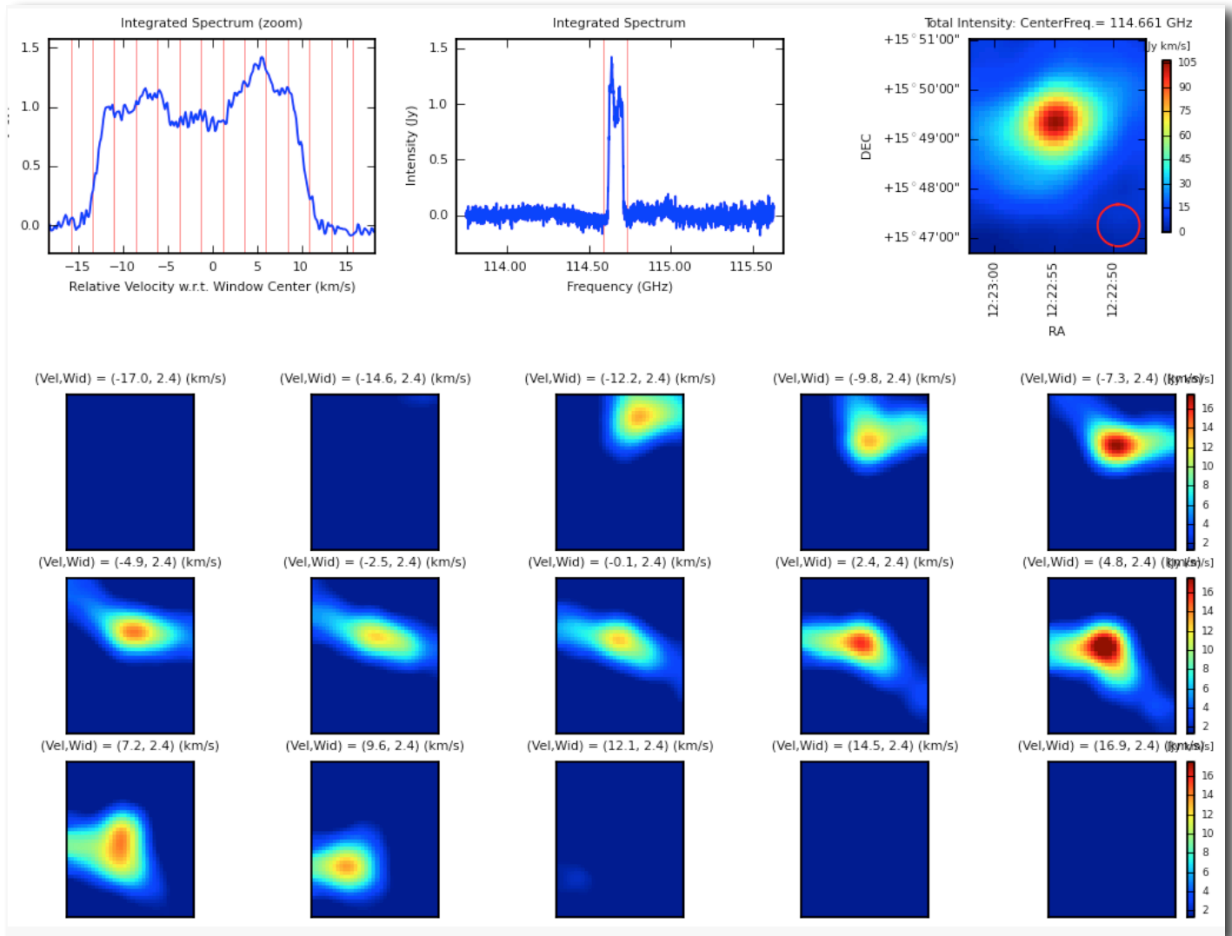 Integrated Spectrum (zoom)
1.5
1.0
0.5
0.0
−15 −10 −5 0 5 10 15
Relative Velocity w.r.t. Window Center (km/s)
Integrated Spectrum
Intensity (Jy)
1.5
1.0
0.5
0.0
114.00 114.50 115.00 115.50
Frequency (GHz)
Total Intensity: CenterFreq.= 114.661 GHz
DEC
+15°51'00"
+15°50'00"
+15°49'00"
+15°48'00"
+15°47'00"
12:23:00 12:22:55 12:22:50
RA
Jy km/s]
105
90
75
60
45
30
15
0
(Vel,Wid) = (-17.0, 2.4) (km/s)
(Vel,Wid) = (-14.6, 2.4) (km/s)
(Vel,Wid) = (-12.2, 2.4) (km/s)
(Vel,Wid) = (-9.8, 2.4) (km/s)
(Vel,Wid) = (-7.3, 2.4) (km/s)
16
14
12
10
8
6
4
2
(Vel,Wid) = (-4.9, 2.4) (km/s)
(Vel,Wid) = (-2.5, 2.4) (km/s)
(Vel,Wid) = (-0.1, 2.4) (km/s)
(Vel,Wid) = (2.4, 2.4) (km/s)
(Vel,Wid) = (4.8, 2.4) (km/s)
16
14
12
10
8
6
4
2
(Vel,Wid) = (7.2, 2.4) (km/s)
(Vel,Wid) = (9.6, 2.4) (km/s)
(Vel,Wid) = (12.1, 2.4) (km/s)
(Vel,Wid) = (14.5, 2.4) (km/s)
(Vel,Wid) = (16.9, 2.4) (km/s)
16
14
12
10
8
6
4
2